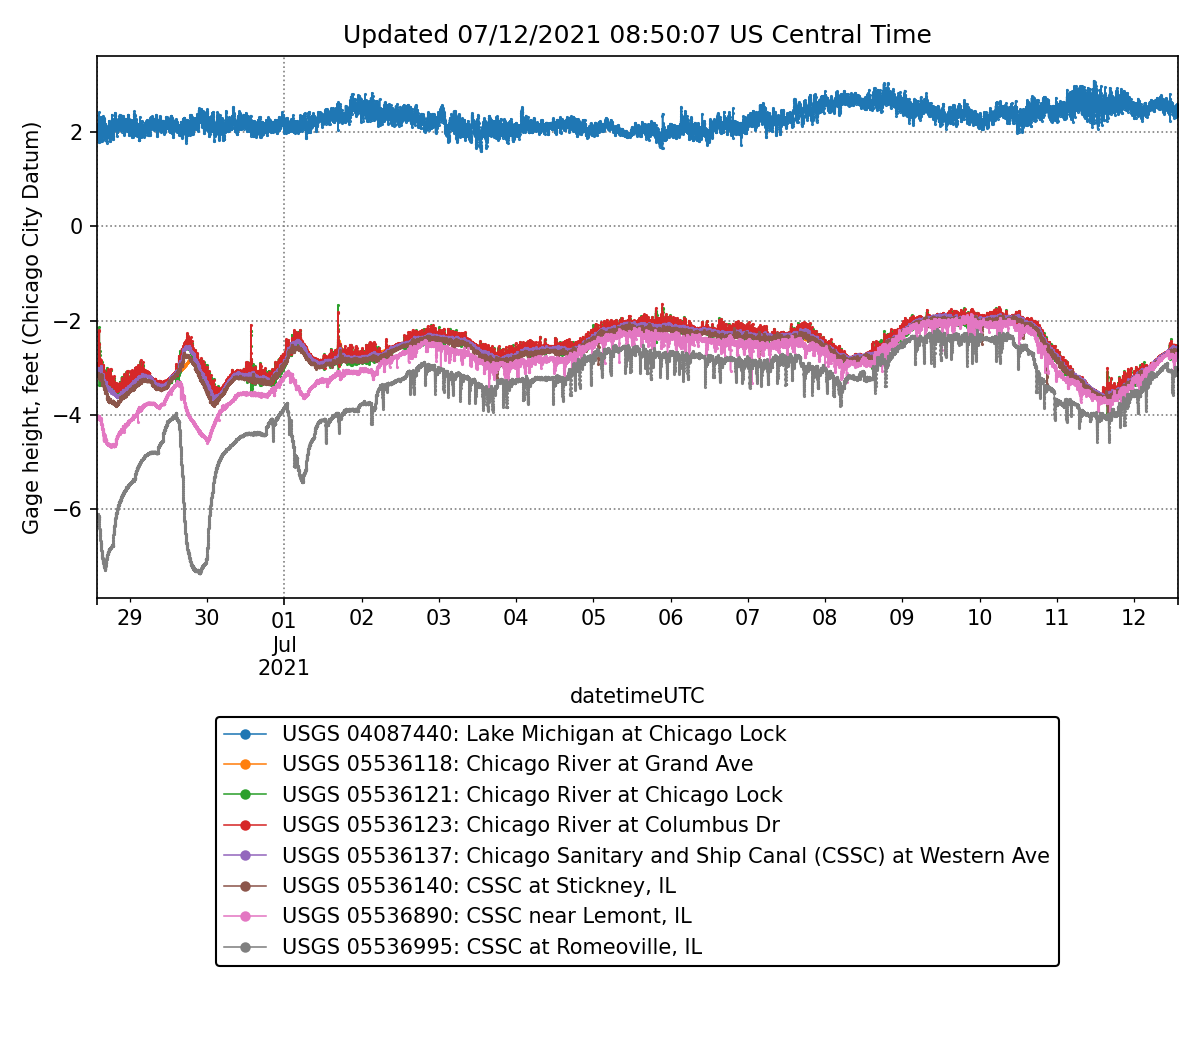 Updated 07/12/2021 08:50:07 US Central Time
Gage height, feet (Chicago City Datum)
2
0
−2
−4
−6
29 30 01 02 03 04 05 06 07 08 09 10 11 12
Jul
2021
datetimeUTC
USGS 04087440: Lake Michigan at Chicago Lock
USGS 05536118: Chicago River at Grand Ave
USGS 05536121: Chicago River at Chicago Lock
USGS 05536123: Chicago River at Columbus Dr
USGS 05536137: Chicago Sanitary and Ship Canal (CSSC) at Western Ave
USGS 05536140: CSSC at Stickney, IL
USGS 05536890: CSSC near Lemont, IL
USGS 05536995: CSSC at Romeoville, IL